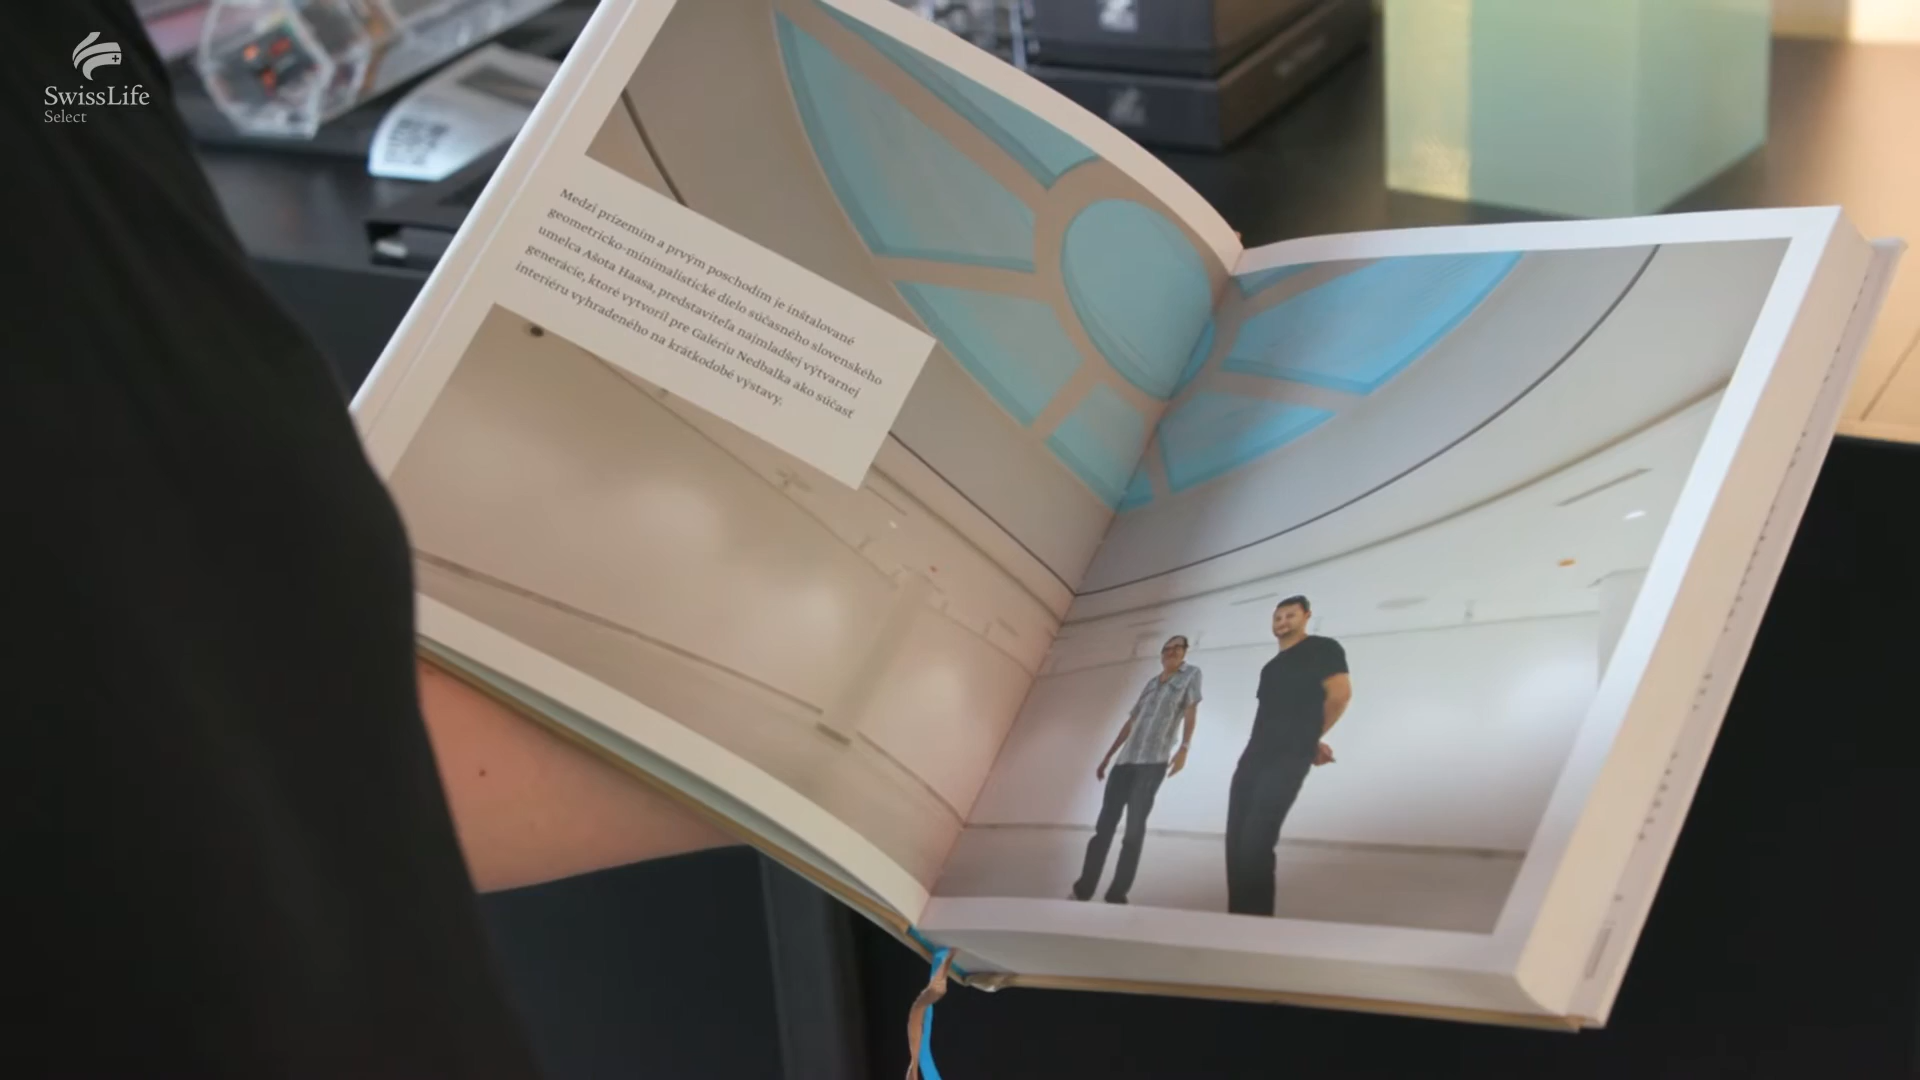 SwissLife
Select
Medzi prízemím a prvým poschodím je inštalované
geometricko-minimalistické dielo súčasného slovenského
umelca Ašota Haasa, predstaviteľa najmladšej výtvarnej
generácie, ktoré vytvoril pre Galériu Nedbalka ako súčasť
interiéru vyhradeného na krátkodobé výstavy.